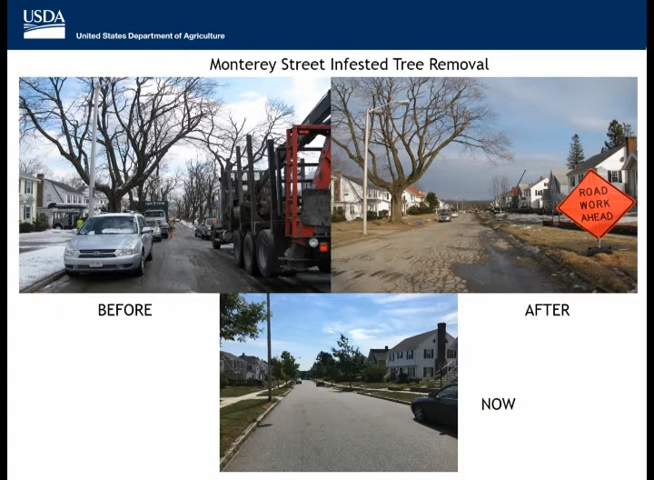 USDA
United States Department of Agriculture
Monterey Street Infested Tree Removal
ROAD
WORK
AHEAD
BEFORE
AFTER
NOW